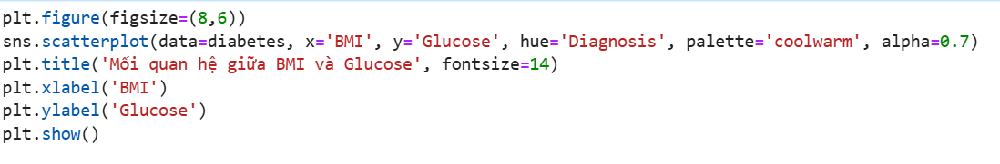 plt.figure(figsize=(8,6))
sns.scatterplot(data=diabetes, x='BMI', y='Glucose', hue='Diagnosis', palette='coolwarm', alpha=0.7)
plt.title('Mối quan hệ giữa BMI và Glucose', fontsize=14)
plt.xlabel('BMI')
plt.ylabel('Glucose')
plt.show()